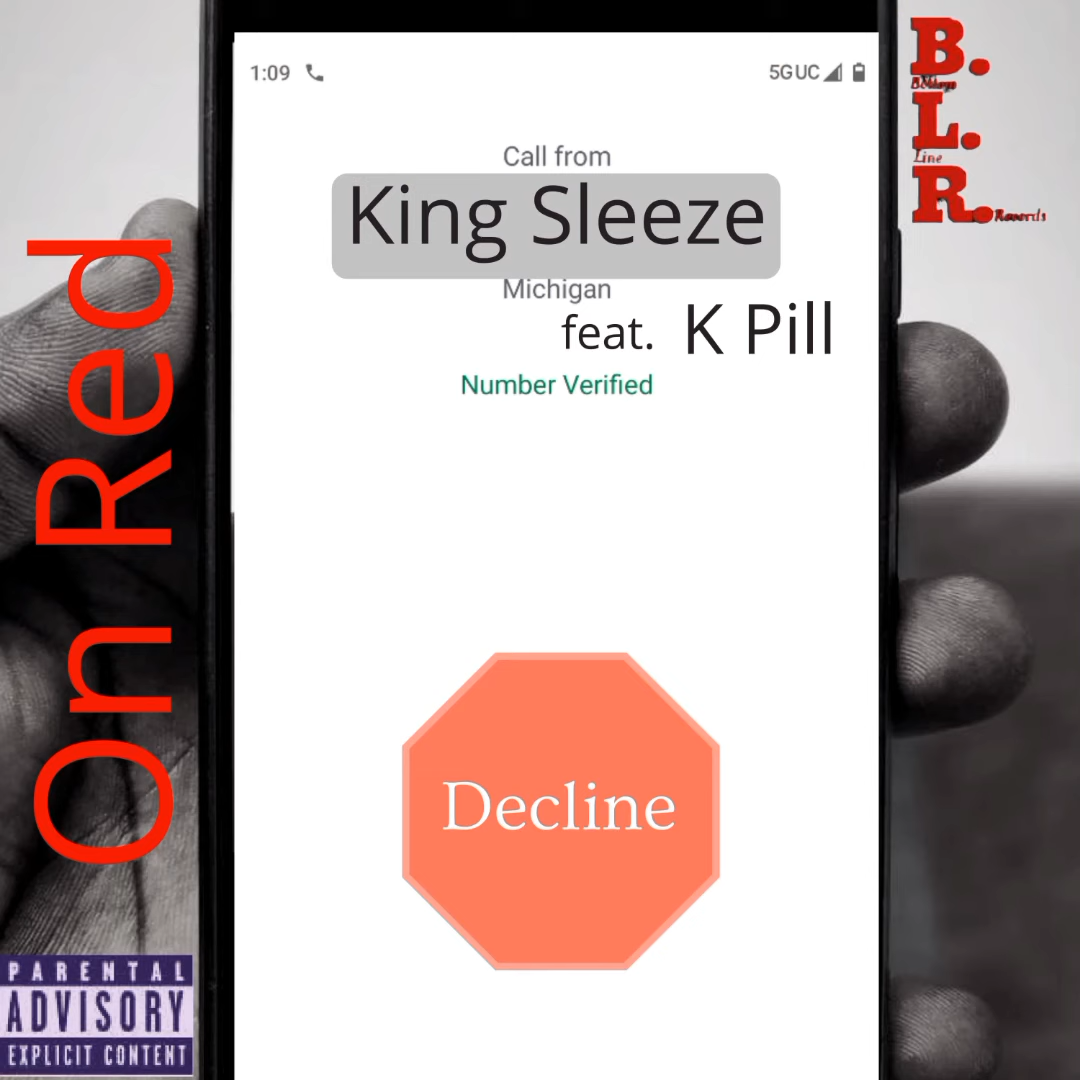 1:09
5G UC
Call from
King Sleeze
Michigan
feat. K Pill
Number Verified
Decline
On Red
B.
L.
Line
R. Records
PARENTAL
ADVISORY
EXPLICIT CONTENT